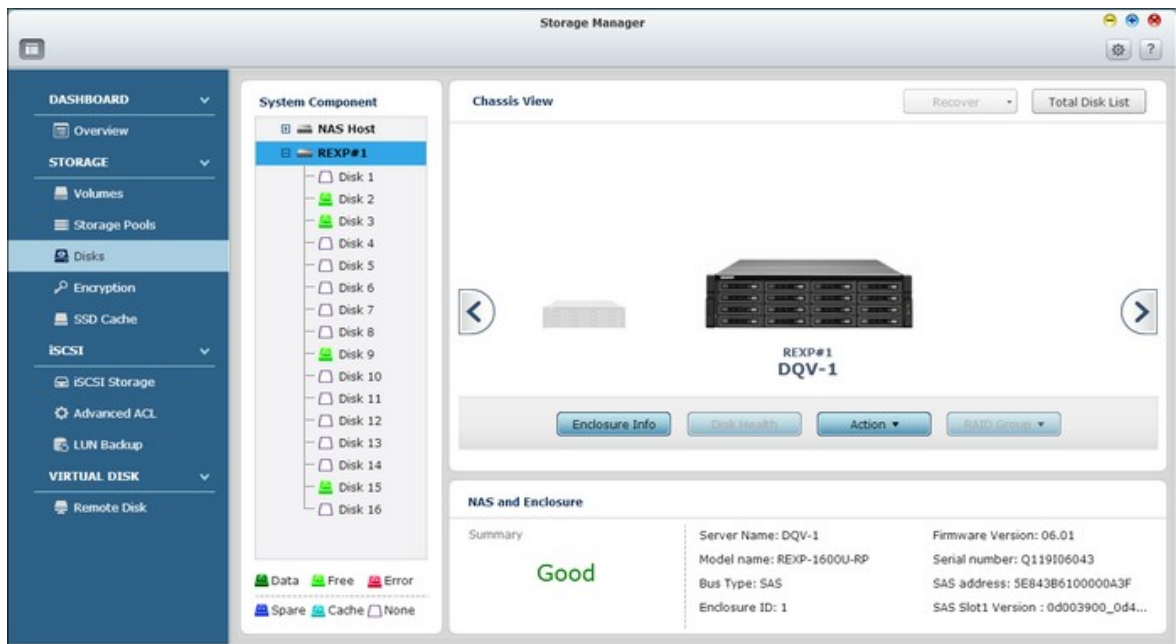 Storage Manager
?
DASHBOARD
Overview
STORAGE
Volumes
Storage Pools
Disks
Encryption
SSD Cache
iSCSI
iSCSI Storage
Advanced ACL
LUN Backup
VIRTUAL DISK
Remote Disk
System Component
NAS Host
REXP#1
Disk 1
Disk 2
Disk 3
Disk 4
Disk 5
Disk 6
Disk 7
Disk 8
Disk 9
Disk 10
Disk 11
Disk 12
Disk 13
Disk 14
Disk 15
Disk 16
Data Free Error
Spare Cache None
Chassis View
Recover
Total Disk List
REXP#1
DQV-1
Enclosure Info
Disk Health
Action
RAID Group
NAS and Enclosure
Summary
Good
Server Name: DQV-1
Model name: REXP-1600U-RP
Bus Type: SAS
Enclosure ID: 1
Firmware Version: 06.01
Serial number: Q119I06043
SAS address: 5E843B6100000A3F
SAS Slot1 Version : 0d003900_0d4...